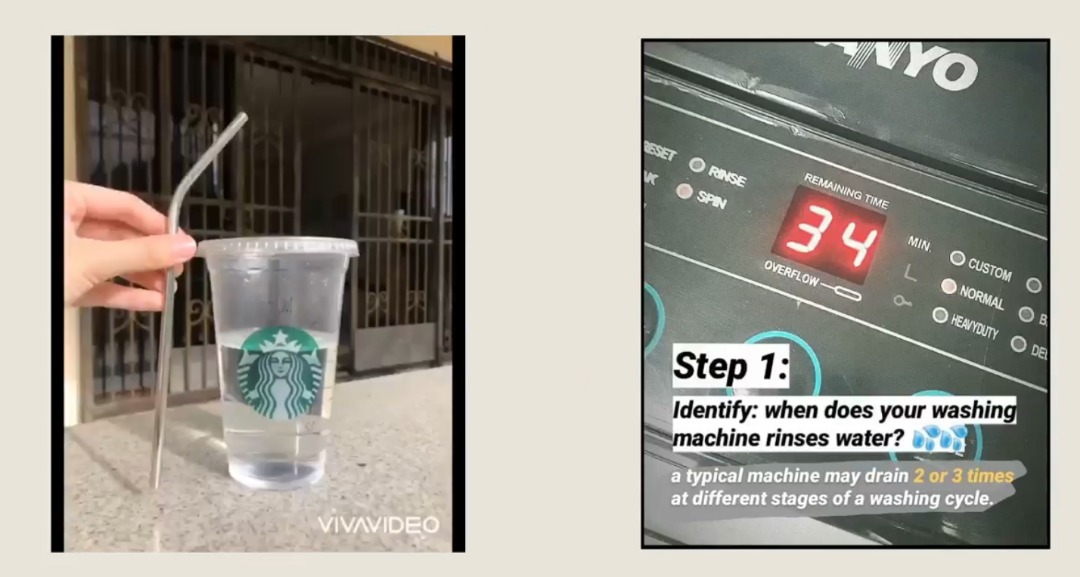 VIVAVIDEO
ANYO
RESET
RINSE
SPIN
REMAINING TIME
34
MIN.
OVERFLOW
CUSTOM
NORMAL
HEAVYDUTY
Step 1:
Identify: when does your washing
machine rinses water? 💦💦
a typical machine may drain 2 or 3 times
at different stages of a washing cycle.